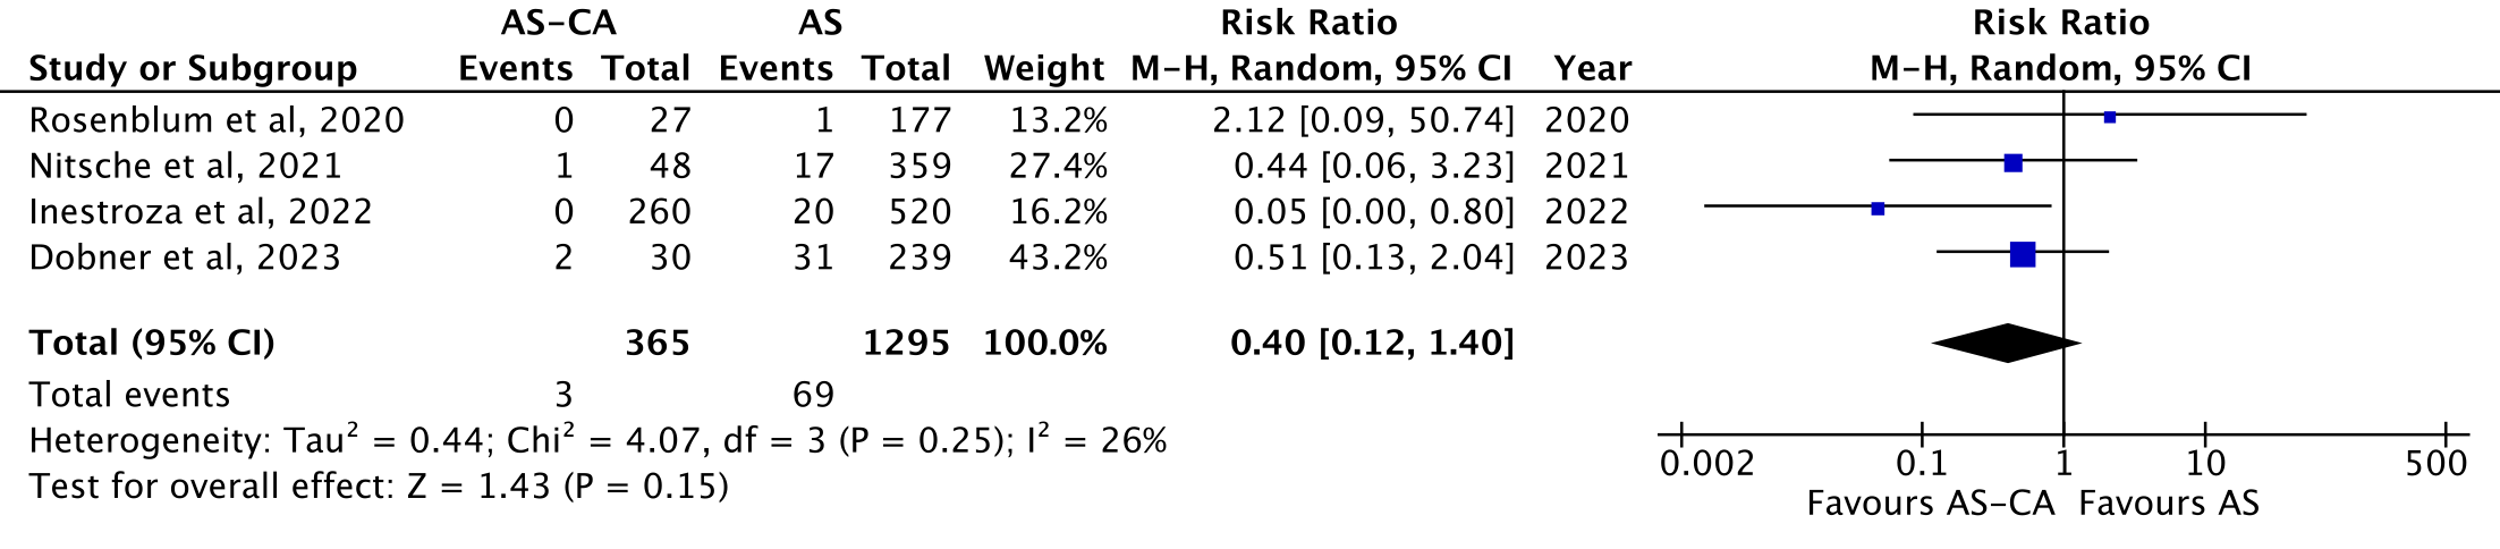 AS−CA AS Risk Ratio Risk Ratio
Study or Subgroup Events Total Events Total Weight M−H, Random, 95% CI Year M−H, Random, 95% CI
Rosenblum et al, 2020 0 27 1 177 13.2% 2.12 [0.09, 50.74] 2020
Nitsche et al, 2021 1 48 17 359 27.4% 0.44 [0.06, 3.23] 2021
Inestroza et al, 2022 0 260 20 520 16.2% 0.05 [0.00, 0.80] 2022
Dobner et al, 2023 2 30 31 239 43.2% 0.51 [0.13, 2.04] 2023
Total (95% CI) 365 1295 100.0% 0.40 [0.12, 1.40]
Total events 3 69
Heterogeneity: Tau² = 0.44; Chi² = 4.07, df = 3 (P = 0.25); I² = 26%
Test for overall effect: Z = 1.43 (P = 0.15)
0.002 0.1 1 10 500
Favours AS−CA Favours AS